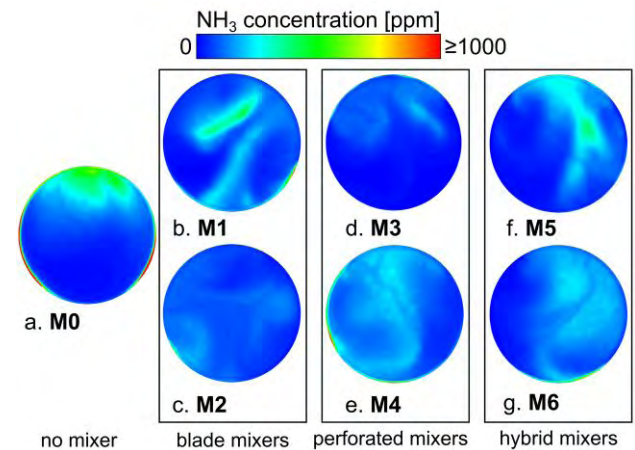 NH₃ concentration [ppm]
0 ≥1000
b. M1 d. M3 f. M5
a. M0
c. M2 e. M4 g. M6
no mixer blade mixers perforated mixers hybrid mixers